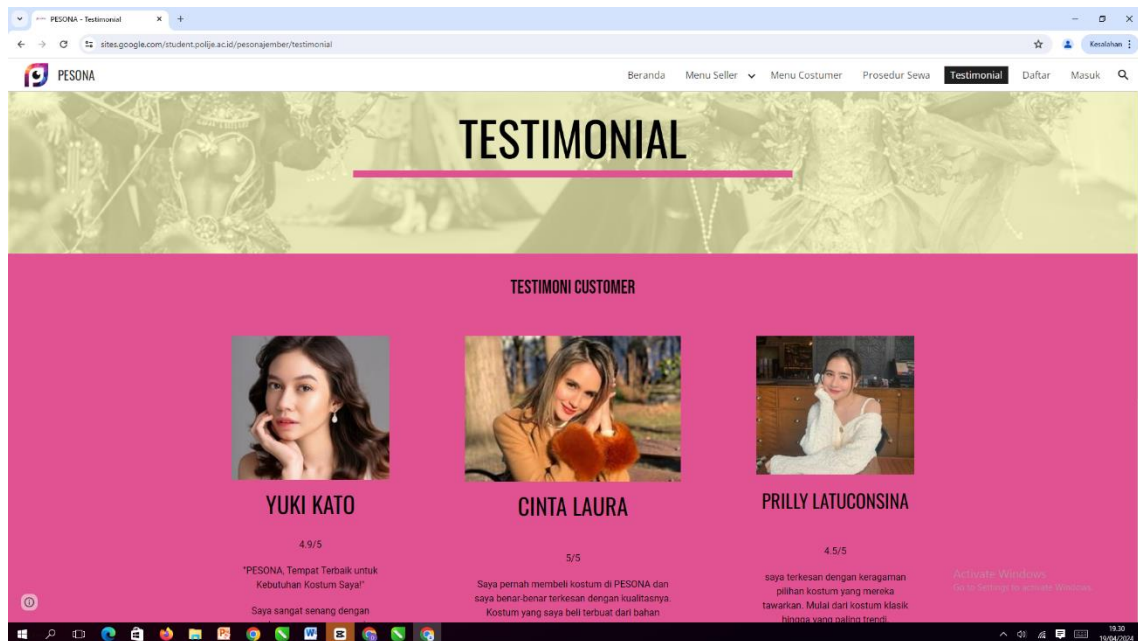 PESONA - Testimonial
sites.google.com/student.polije.ac.id/pesonajember/testimonial
Kesalahan
PESONA
Beranda Menu Seller Menu Costumer Prosedur Sewa Testimonial Daftar Masuk
TESTIMONIAL
TESTIMONI CUSTOMER
YUKI KATO
4.9/5
"PESONA, Tempat Terbaik untuk
Kebutuhan Kostum Saya!"
Saya sangat senang dengan
CINTA LAURA
5/5
Saya pernah membeli kostum di PESONA dan
saya benar-benar terkesan dengan kualitasnya.
Kostum yang saya beli terbuat dari bahan
PRILLY LATUCONSINA
4.5/5
saya terkesan dengan keragaman
pilihan kostum yang mereka
tawarkan. Mulai dari kostum klasik
hingga yang paling trendi.
Activate Windows
Go to Settings to activate Windows.
19.30
19/04/2024